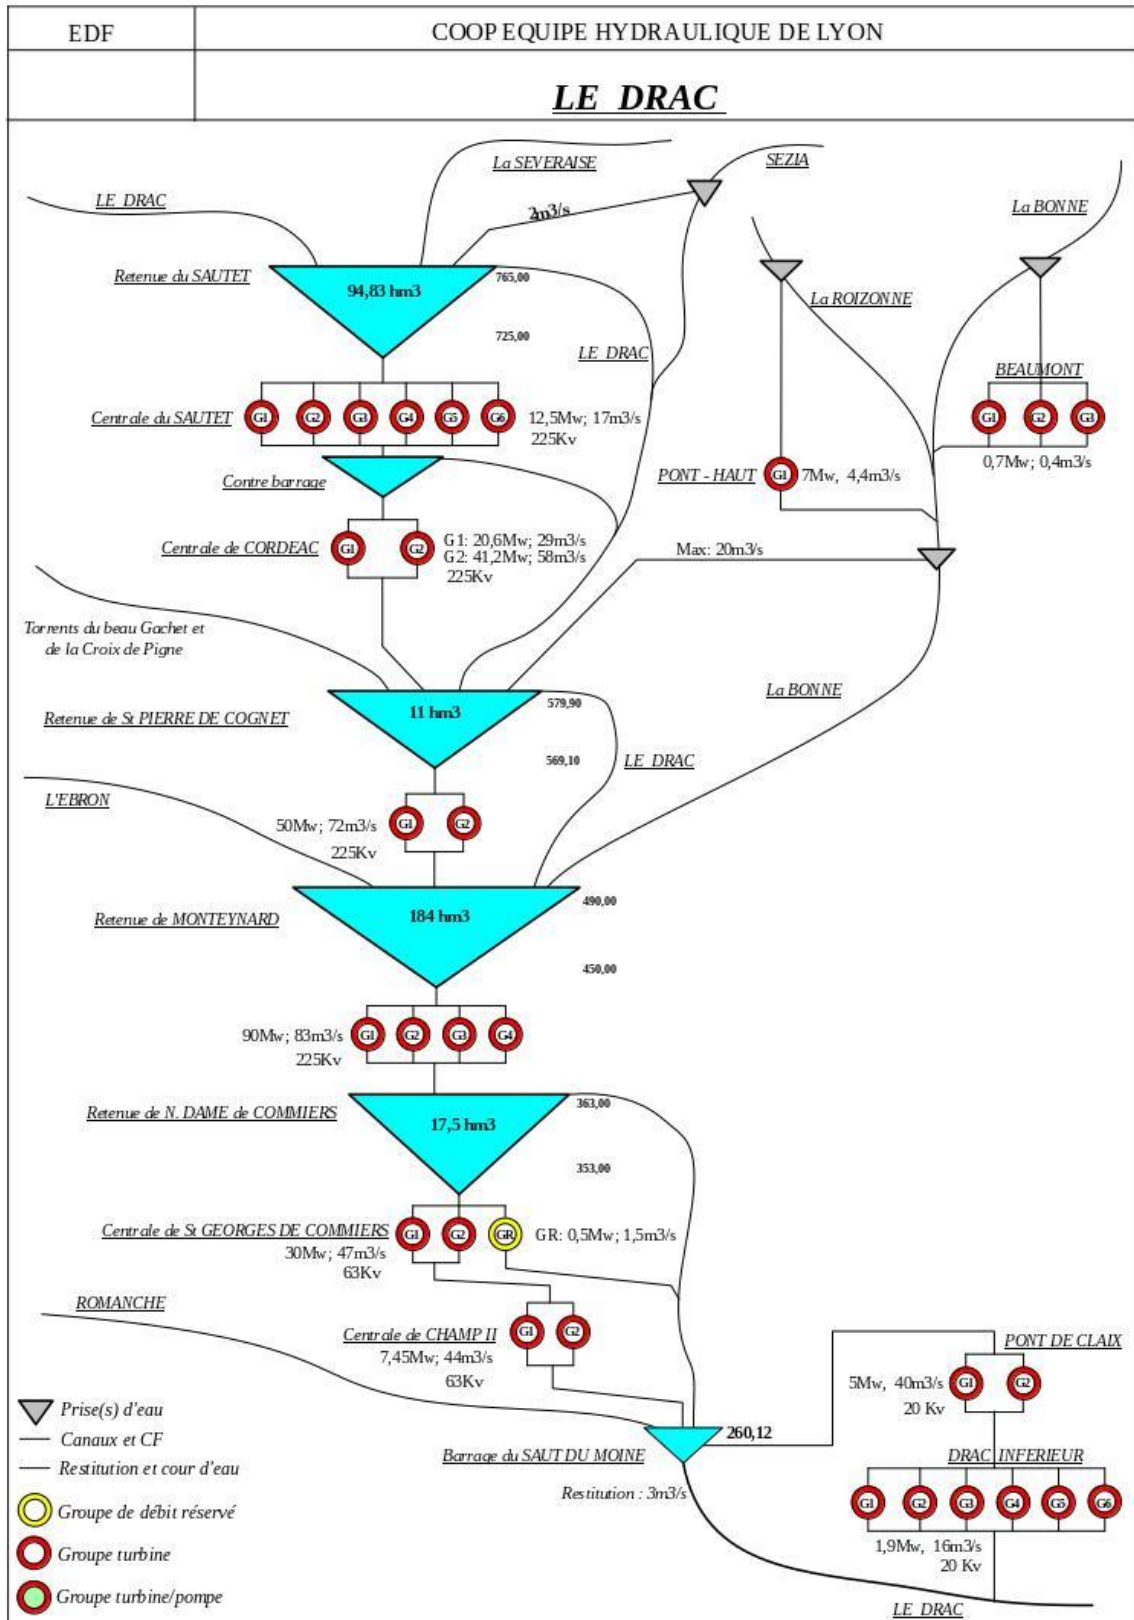 EDF
COOP EQUIPE HYDRAULIQUE DE LYON
LE DRAC
La SEVERAISE
SEZIA
LE DRAC
2m3/s
La BONNE
Retenue du SAUTET
94,83 hm3
765,00
La ROIZONNE
725,00
LE DRAC
BEAUMONT
Centrale du SAUTET
G1 G2 G3 G4 G5 G6
12,5Mw; 17m3/s
225Kv
G1 G2 G3
0,7Mw; 0,4m3/s
Contre barrage
PONT - HAUT
G1
7Mw, 4,4m3/s
Centrale de CORDEAC
G1 G2
G1: 20,6Mw; 29m3/s
G2: 41,2Mw; 58m3/s
225Kv
Max: 20m3/s
Torrents du beau Gachet et
de la Croix de Pigne
La BONNE
Retenue de St PIERRE DE COGNET
11 hm3
579,90
569,10
LE DRAC
L'EBRON
50Mw; 72m3/s
225Kv
G1 G2
Retenue de MONTEYNARD
184 hm3
490,00
450,00
90Mw; 83m3/s
225Kv
G1 G2 G3 G4
Retenue de N. DAME de COMMIERS
17,5 hm3
363,00
353,00
Centrale de St GEORGES DE COMMIERS
30Mw; 47m3/s
63Kv
G1 G2 GR
GR: 0,5Mw; 1,5m3/s
ROMANCHE
Centrale de CHAMP II
7,45Mw; 44m3/s
63Kv
G1 G2
PONT DE CLAIX
5Mw, 40m3/s
20 Kv
G1 G2
260,12
Barrage du SAUT DU MOINE
DRAC INFERIEUR
Restitution : 3m3/s
G1 G2 G3 G4 G5 G6
1,9Mw, 16m3/s
20 Kv
LE DRAC
Prise(s) d'eau
Canaux et CF
Restitution et cour d'eau
Groupe de débit réservé
Groupe turbine
Groupe turbine/pompe